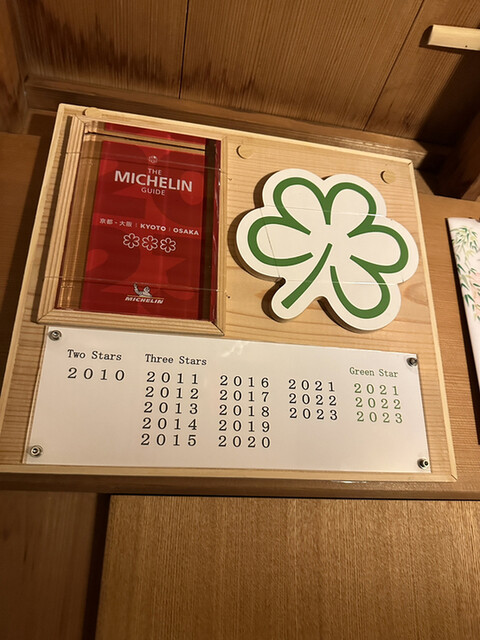 THE
MICHELIN
GUIDE
京都・大阪 | KYOTO | OSAKA
MICHELIN
Two Stars Three Stars
Green Star
2010 2011 2016 2021 2021
2012 2017 2022 2022
2013 2018 2023 2023
2014 2019
2015 2020